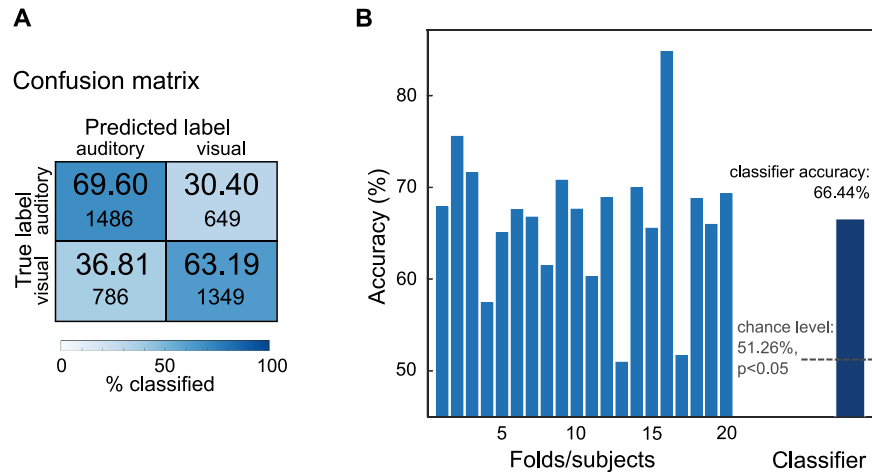 A
Confusion matrix
Predicted label
auditory visual
True label
auditory
visual
69.60 30.40
1486 649
36.81 63.19
786 1349
0 50 100
% classified
B
Accuracy (%)
80
70
60
50
classifier accuracy:
66.44%
chance level:
51.26%,
p<0.05
5 10 15 20
Folds/subjects
Classifier